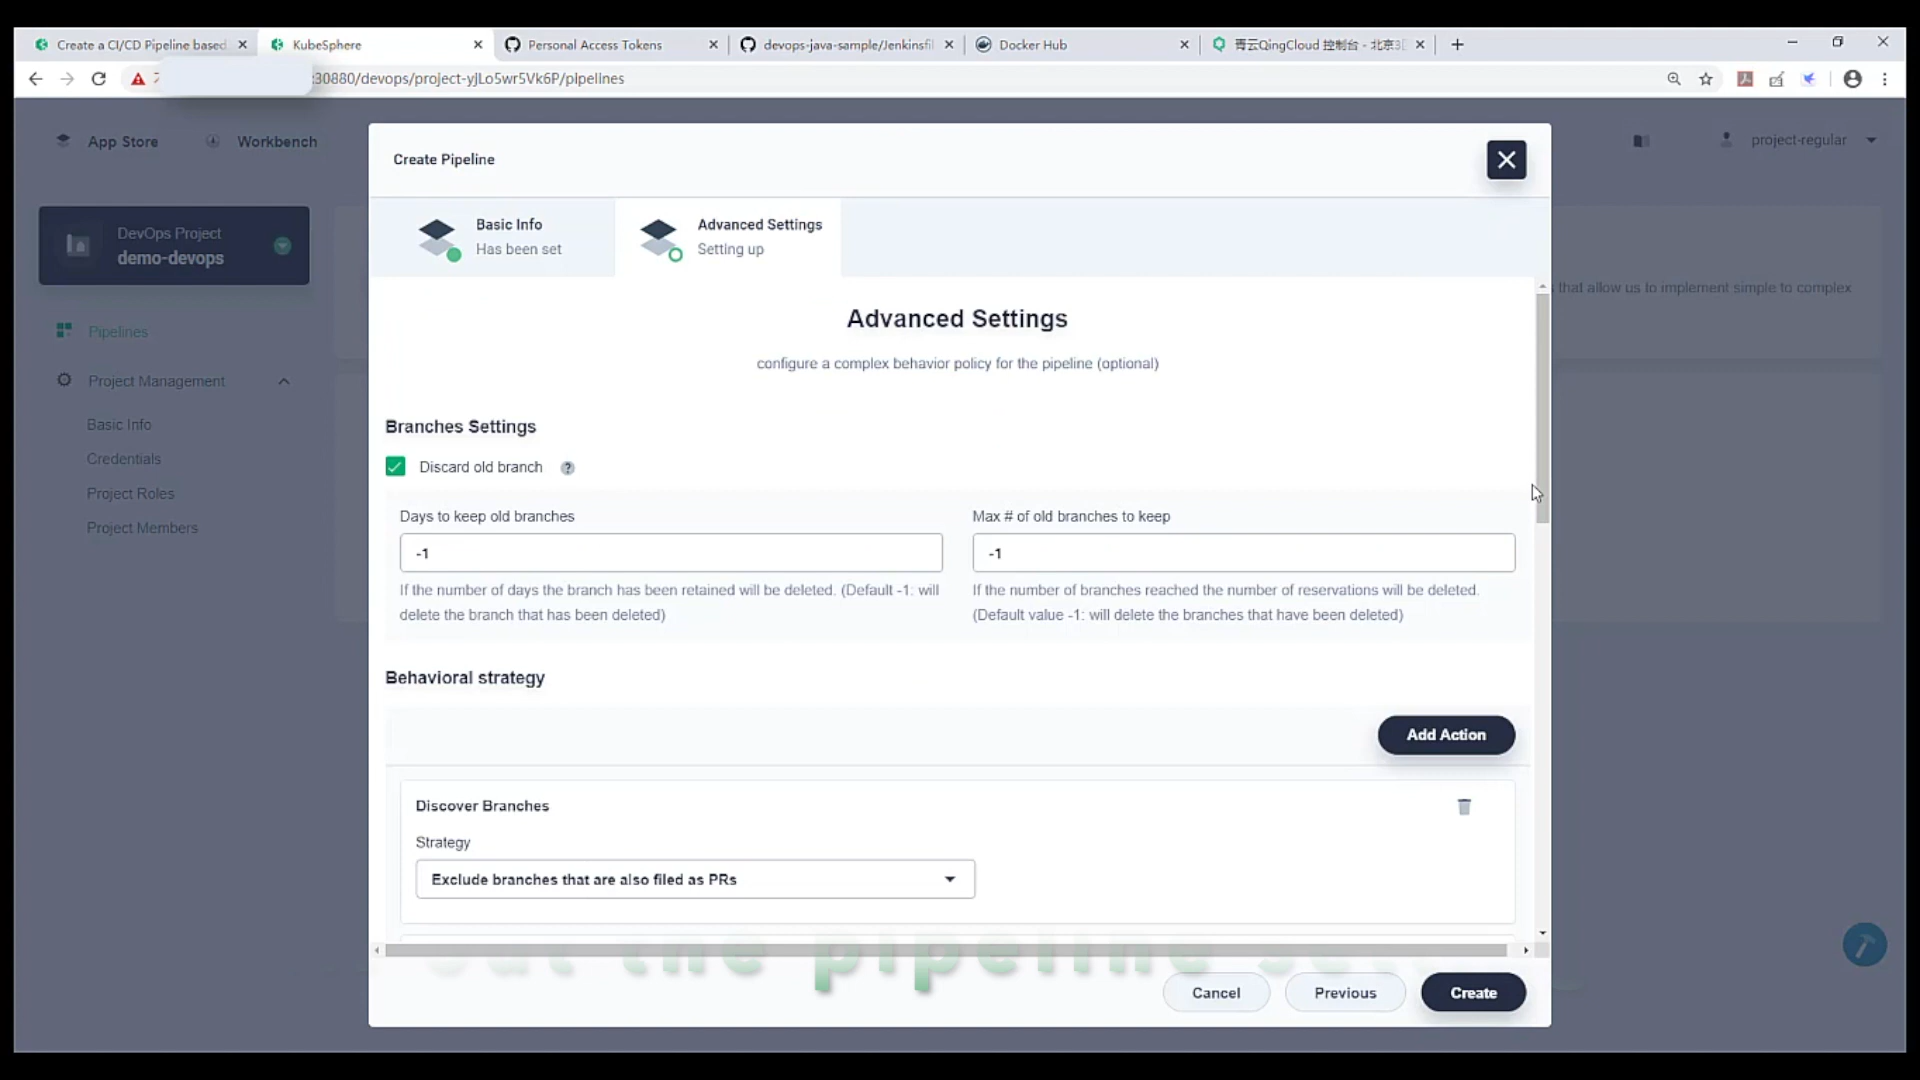 Create a CI/CD Pipeline based
KubeSphere
Personal Access Tokens
devops-java-sample/Jenkinsfil
Docker Hub
青云QingCloud 控制台 - 北京3
:30880/devops/project-yjLo5wr5Vk6P/pipelines
App Store
Workbench
project-regular
Create Pipeline
DevOps Project
demo-devops
Basic Info
Has been set
Advanced Settings
Setting up
that allow us to implement simple to complex
Pipelines
Project Management
Basic Info
Credentials
Project Roles
Project Members
Advanced Settings
configure a complex behavior policy for the pipeline (optional)
Branches Settings
Discard old branch
?
Days to keep old branches
-1
If the number of days the branch has been retained will be deleted. (Default -1: will
delete the branch that has been deleted)
Max # of old branches to keep
-1
If the number of branches reached the number of reservations will be deleted.
(Default value -1: will delete the branches that have been deleted)
Behavioral strategy
Add Action
Discover Branches
Strategy
Exclude branches that are also filed as PRs
the pipeline
Cancel
Previous
Create